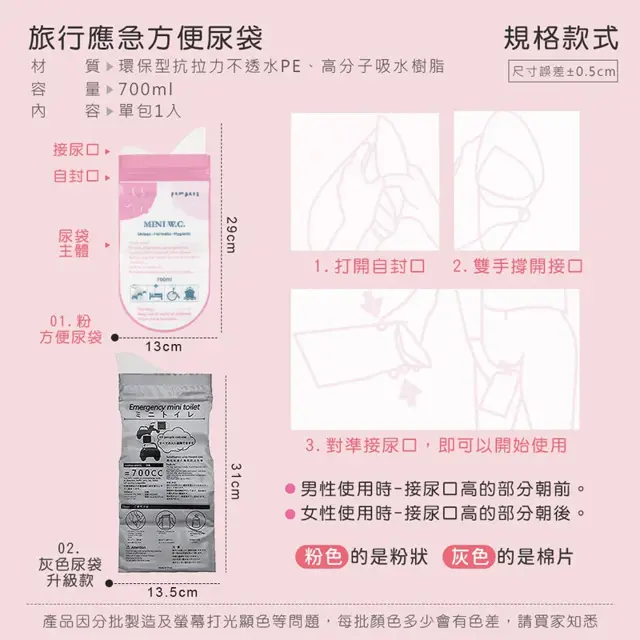 旅行應急方便尿袋
規格款式
材 質▶環保型抗拉力不透水PE、高分子吸水樹脂
尺寸誤差±0.5cm
容 量▶700ml
內 容▶單包1人
接尿口▶
自封口▶
尿袋
主體▶
MINI W.C.
700ml
29cm
01.粉
方便尿袋
13cm
Emergency mini toilet
ミニトイレ
=700CC
31cm
02.
灰色尿袋
升級款
13.5cm
1.打開自封口
2.雙手撐開接口
3.對準接尿口，即可以開始使用
●男性使用時-接尿口高的部分朝前。
●女性使用時-接尿口高的部分朝後。
粉色 的是粉狀 灰色 的是棉片
產品因分批製造及螢幕打光顯色等問題，每批顏色多少會有色差，請買家知悉